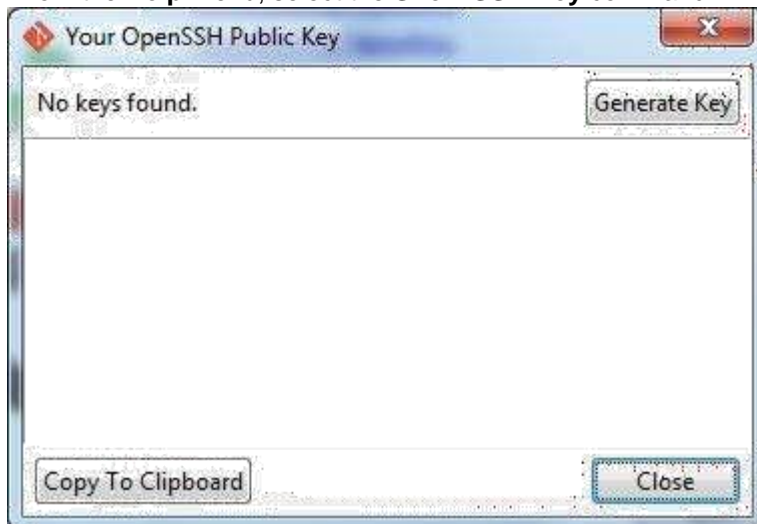 Your OpenSSH Public Key
No keys found.
Generate Key
Copy To Clipboard
Close